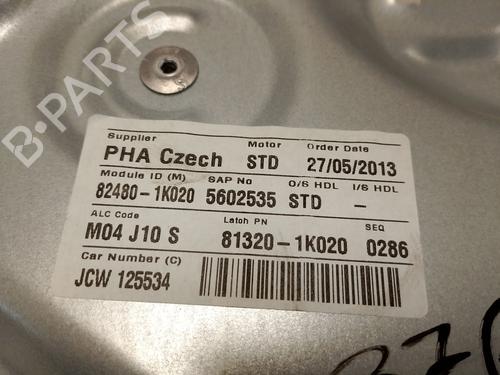 B-PARTS
Supplier Motor Order Date
PHA Czech STD 27/05/2013
Module ID (M) SAP No O/S HDL I/S HDL
82480-1K020 5602535 STD –
ALC Code Latch PN SEQ
M04 J10 S 81320-1K020 0286
Car Number (C)
JCW 125534